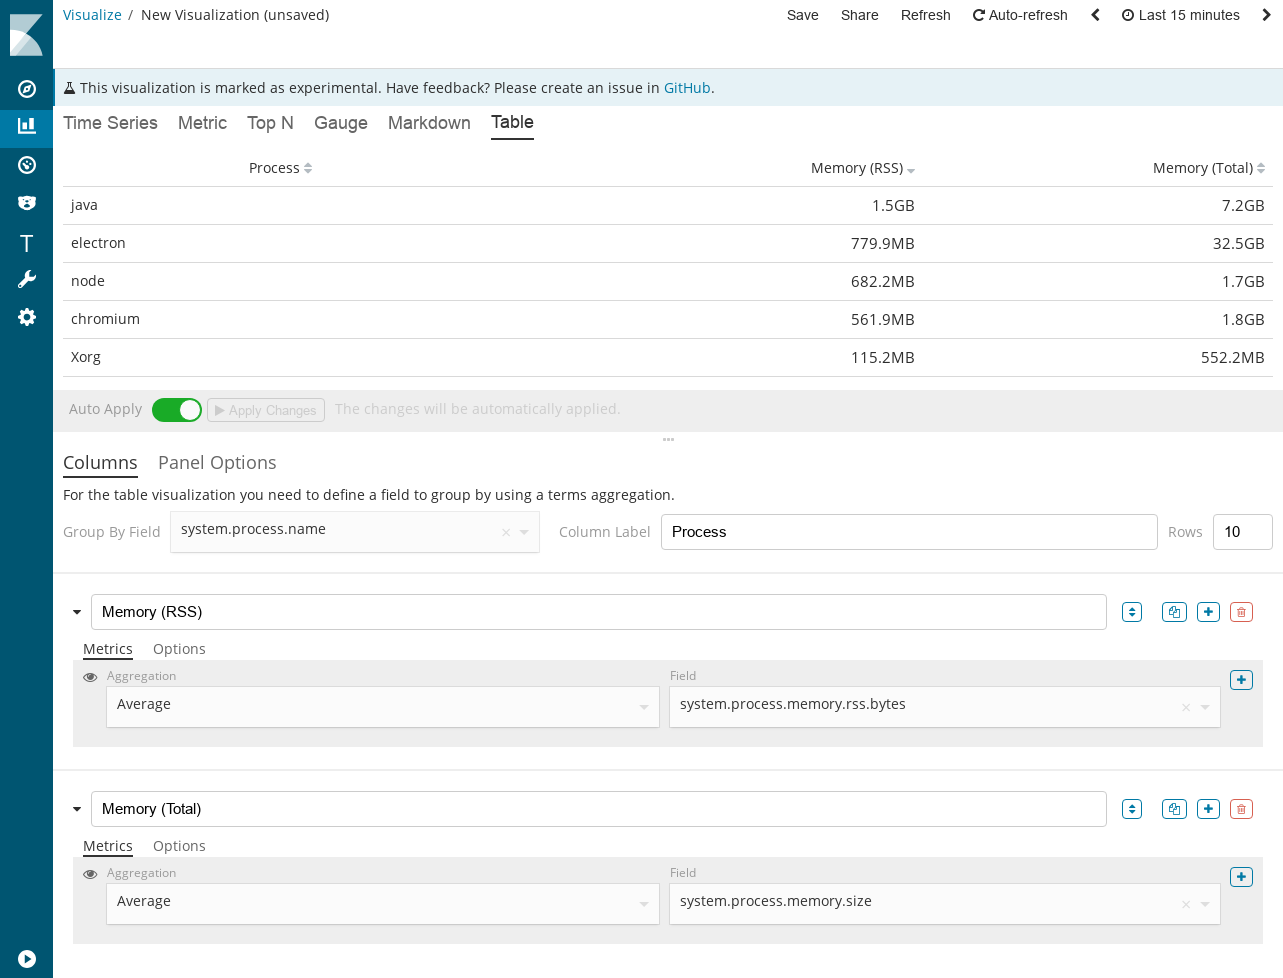 Visualize / New Visualization (unsaved) Save Share Refresh Auto-refresh Last 15 minutes
This visualization is marked as experimental. Have feedback? Please create an issue in GitHub.
Time Series Metric Top N Gauge Markdown Table
Process Memory (RSS) Memory (Total)
java 1.5GB 7.2GB
electron 779.9MB 32.5GB
node 682.2MB 1.7GB
chromium 561.9MB 1.8GB
Xorg 115.2MB 552.2MB
Auto Apply Apply Changes The changes will be automatically applied.
Columns Panel Options
For the table visualization you need to define a field to group by using a terms aggregation.
Group By Field system.process.name Column Label Process Rows 10
Memory (RSS)
Metrics Options
Aggregation Field
Average system.process.memory.rss.bytes
Memory (Total)
Metrics Options
Aggregation Field
Average system.process.memory.size